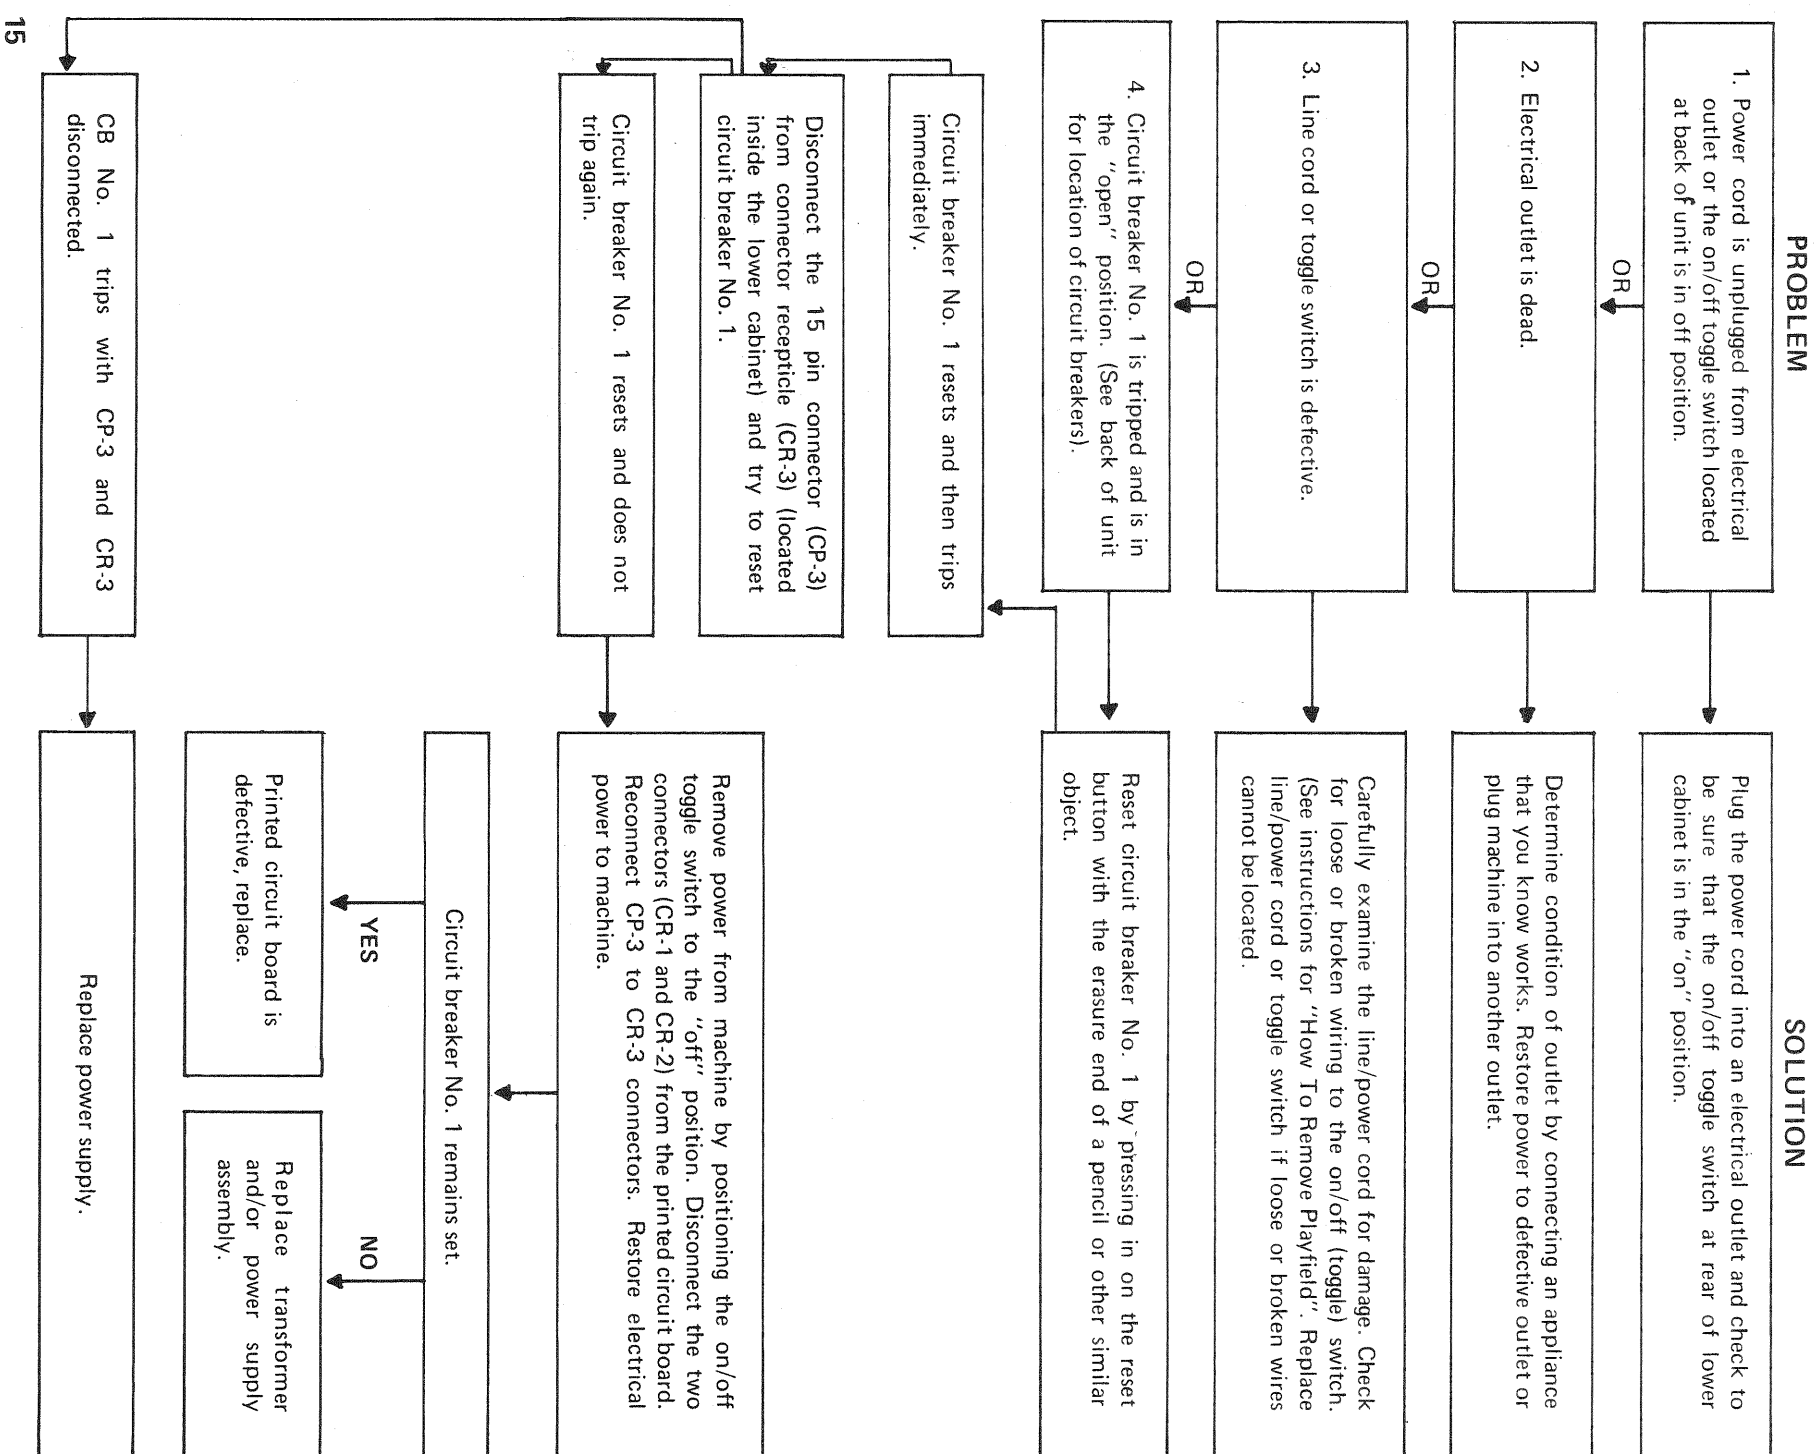 PROBLEM
SOLUTION
1. Power cord is unplugged from electrical
outlet or the on/off toggle switch located
at back of unit is in off position.
Plug the power cord into an electrical outlet and check to
be sure that the on/off toggle switch at rear of lower
cabinet is in the "on" position.
OR
2. Electrical outlet is dead.
Determine condition of outlet by connecting an appliance
that you know works. Restore power to defective outlet or
plug machine into another outlet.
OR
3. Line cord or toggle switch is defective.
Carefully examine the line/power cord for damage. Check
for loose or broken wiring to the on/off (toggle) switch.
(See instructions for "How To Remove Playfield". Replace
line/power cord or toggle switch if loose or broken wires
cannot be located.
OR
4. Circuit breaker No. 1 is tripped and is in
the "open" position. (See back of unit
for location of circuit breakers).
Reset circuit breaker No. 1 by pressing in on the reset
button with the erasure end of a pencil or other similar
object.
Circuit breaker No. 1 resets and then trips
immediately.
Disconnect the 15 pin connector (CP-3)
from connector recepticle (CR-3) (located
inside the lower cabinet) and try to reset
circuit breaker No. 1.
Circuit breaker No. 1 resets and does not
trip again.
Remove power from machine by positioning the on/off
toggle switch to the "off" position. Disconnect the two
connectors (CR-1 and CR-2) from the printed circuit board.
Reconnect CP-3 to CR-3 connectors. Restore electrical
power to machine.
Circuit breaker No. 1 remains set.
YES
NO
Printed circuit board is
defective, replace.
Replace transformer
and/or power supply
assembly.
CB No. 1 trips with CP-3 and CR-3
disconnected.
Replace power supply.
15